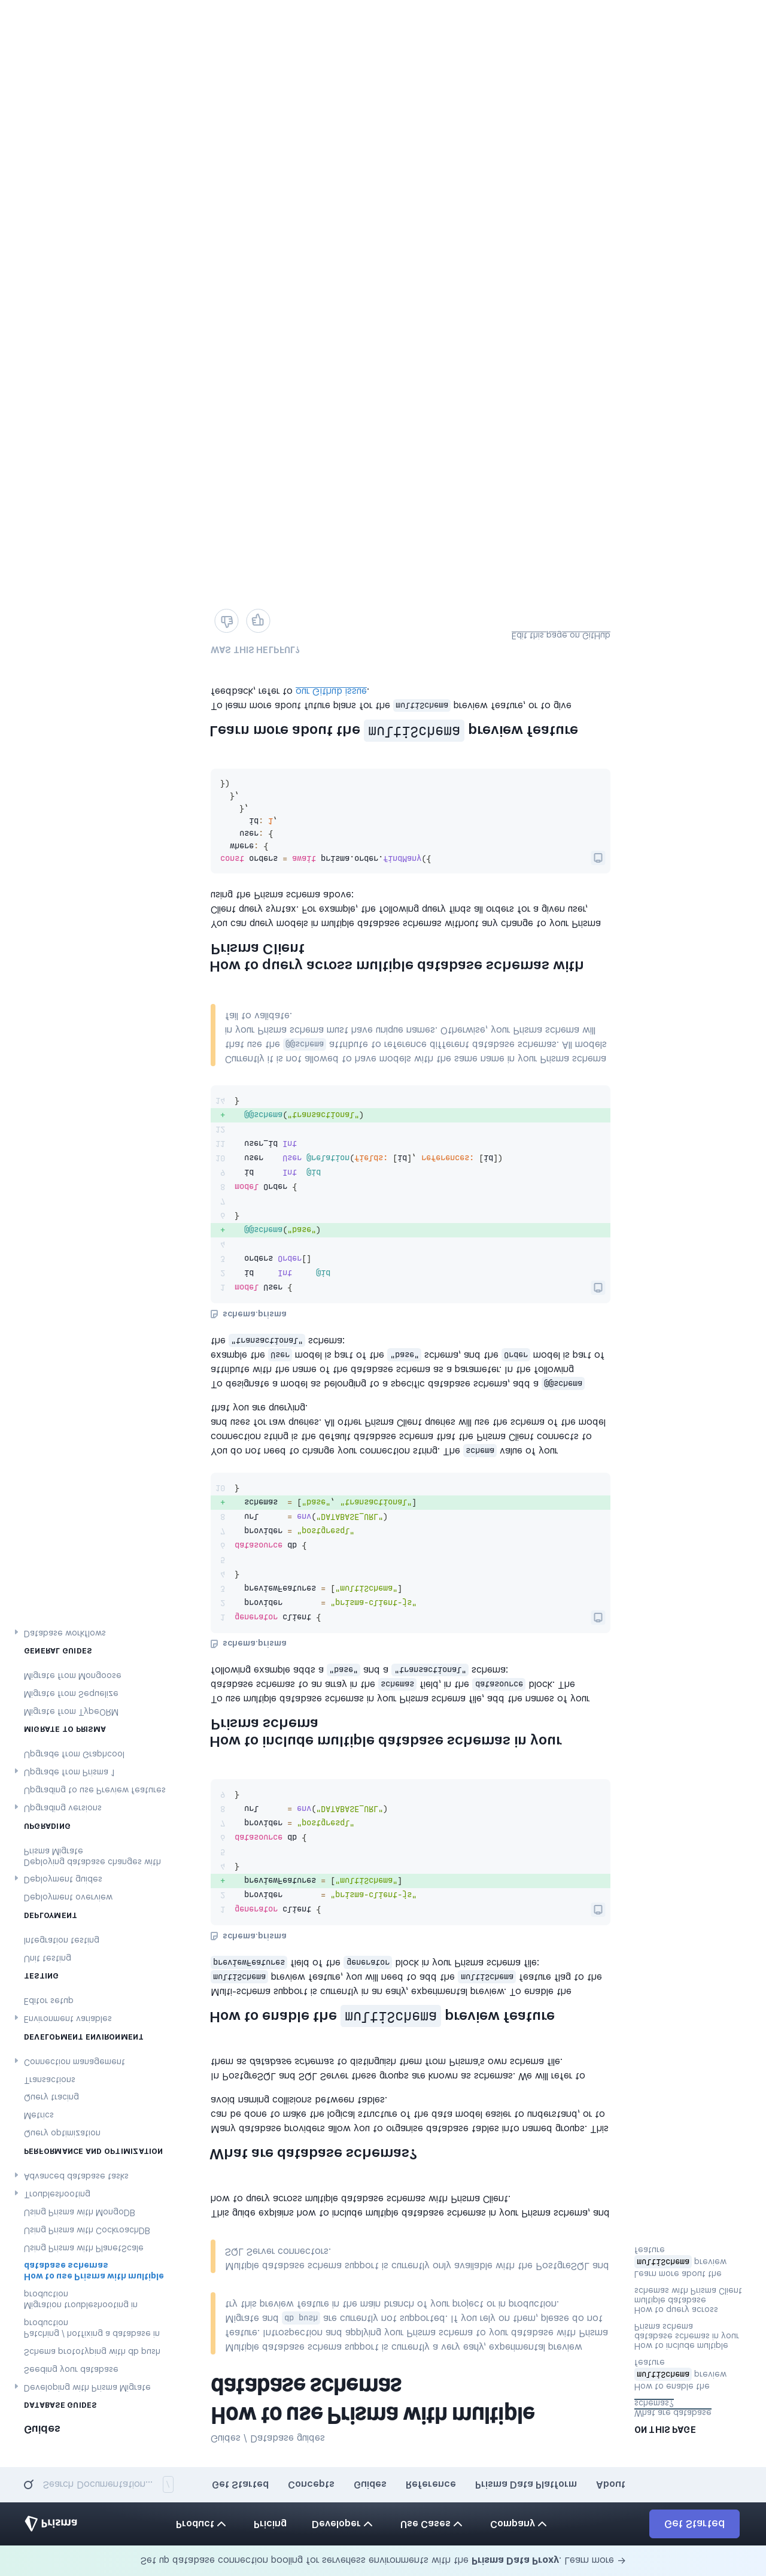 Set up database connection pooling for serverless environments with the Prisma Data Proxy. Learn more →
Prisma
Product
Pricing
Developer
Use Cases
Company
Get Started
Search Documentation...
/
Get Started
Concepts
Guides
Reference
Prisma Data Platform
About
Guides
DATABASE GUIDES
Developing with Prisma Migrate
Seeding your database
Schema prototyping with db push
Patching / hotfixing a database in
production
Migration troubleshooting in
production
How to use Prisma with multiple
database schemas
Using Prisma with PlanetScale
Using Prisma with CockroachDB
Using Prisma with MongoDB
Troubleshooting
Advanced database tasks
PERFORMANCE AND OPTIMIZATION
Query optimization
Metrics
Query tracing
Transactions
Connection management
DEVELOPMENT ENVIRONMENT
Environment variables
Editor setup
TESTING
Unit testing
Integration testing
DEPLOYMENT
Deployment overview
Deployment guides
Deploying database changes with
Prisma Migrate
UPGRADING
Upgrading versions
Upgrading to use Preview features
Upgrade from Prisma 1
Upgrade from Graphcool
MIGRATE TO PRISMA
Migrate from TypeORM
Migrate from Sequelize
Migrate from Mongoose
GENERAL GUIDES
Database workflows
Guides / Database guides
How to use Prisma with multiple
database schemas
Multiple database schema support is currently a very early, experimental preview
feature. Introspection and applying your Prisma schema to your database with Prisma
Migrate and db push are currently not supported. If you rely on them, please do not
try this preview feature in the main branch of your project or in production.
Multiple database schema support is currently only available with the PostgreSQL and
SQL Server connectors.
This guide explains how to include multiple database schemas in your Prisma schema, and
how to query across multiple database schemas with Prisma Client.
What are database schemas?
Many database providers allow you to organise database tables into named groups. This
can be done to make the logical structure of the data model easier to understand, or to
avoid naming collisions between tables.
In PostgreSQL and SQL Server these groups are known as schemas. We will refer to
them as database schemas to distinguish them from Prisma's own schema file.
How to enable the multiSchema preview feature
Multi-schema support is currently in an early, experimental preview. To enable the
multiSchema preview feature, you will need to add the multiSchema feature flag to the
previewFeatures field of the generator block in your Prisma schema file:
schema.prisma
1 generator client {
2   provider        = "prisma-client-js"
+   previewFeatures = ["multiSchema"]
4 }
5
6 datasource db {
7   provider = "postgresql"
8   url      = env("DATABASE_URL")
9 }
How to include multiple database schemas in your
Prisma schema
To use multiple database schemas in your Prisma schema file, add the names of your
database schemas to an array in the schemas field, in the datasource block. The
following example adds a "base" and a "transactional" schema:
schema.prisma
1 generator client {
2   provider        = "prisma-client-js"
3   previewFeatures = ["multiSchema"]
4 }
5
6 datasource db {
7   provider = "postgresql"
8   url      = env("DATABASE_URL")
+   schemas  = ["base", "transactional"]
10 }
You do not need to change your connection string. The schema value of your
connection string is the default database schema that the Prisma Client connects to
and uses for raw queries. All other Prisma Client queries will use the schema of the model
that you are querying.
To designate a model as belonging to a specific database schema, add a @@schema
attribute with the name of the database schema as a parameter. In the following
example the User model is part of the "base" schema, and the Order model is part of
the "transactional" schema:
schema.prisma
1 model User {
2   id     Int     @id
3   orders Order[]
4
+   @@schema("base")
6 }
7
8 model Order {
9   id      Int  @id
10   user    User @relation(fields: [id], references: [id])
11   user_id Int
12
+   @@schema("transactional")
14 }
Currently it is not allowed to have models with the same name in your Prisma schema
that use the @@schema attribute to reference different database schemas. All models
in your Prisma schema must have unique names. Otherwise, your Prisma schema will
fail to validate.
How to query across multiple database schemas with
Prisma Client
You can query models in multiple database schemas without any change to your Prisma
Client query syntax. For example, the following query finds all orders for a given user,
using the Prisma schema above:
const orders = await prisma.order.findMany({
  where: {
    user: {
      id: 1,
    },
  },
})
Learn more about the multiSchema preview feature
To learn more about future plans for the multiSchema preview feature, or to give
feedback, refer to our Github issue.
WAS THIS HELPFUL?
Edit this page on GitHub
ON THIS PAGE
What are database
schemas?
How to enable the
multiSchema preview
feature
How to include multiple
database schemas in your
Prisma schema
How to query across
multiple database
schemas with Prisma Client
Learn more about the
multiSchema preview
feature